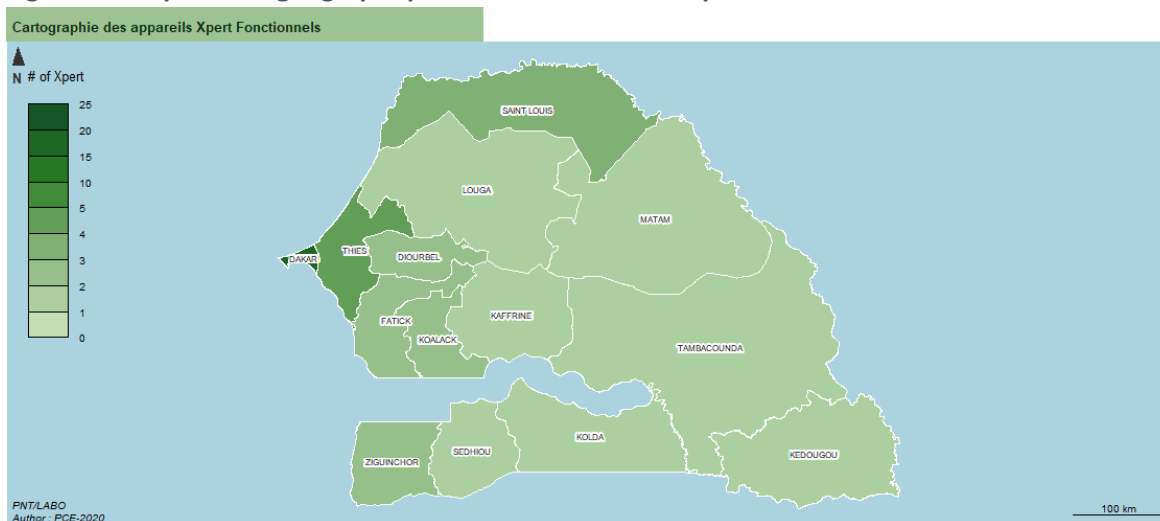 Cartographie des appareils Xpert Fonctionnels
N # of Xpert
25
20
15
10
5
4
3
2
1
0
SAINT LOUIS
LOUGA
MATAM
THIES
DAKAR
DIOURBEL
FATICK
KOALACK
KAFFRINE
TAMBACOUNDA
ZIGUINCHOR
SEDHIOU
KOLDA
KEDOUGOU
PNT/LABO
Author : PCE-2020
100 km